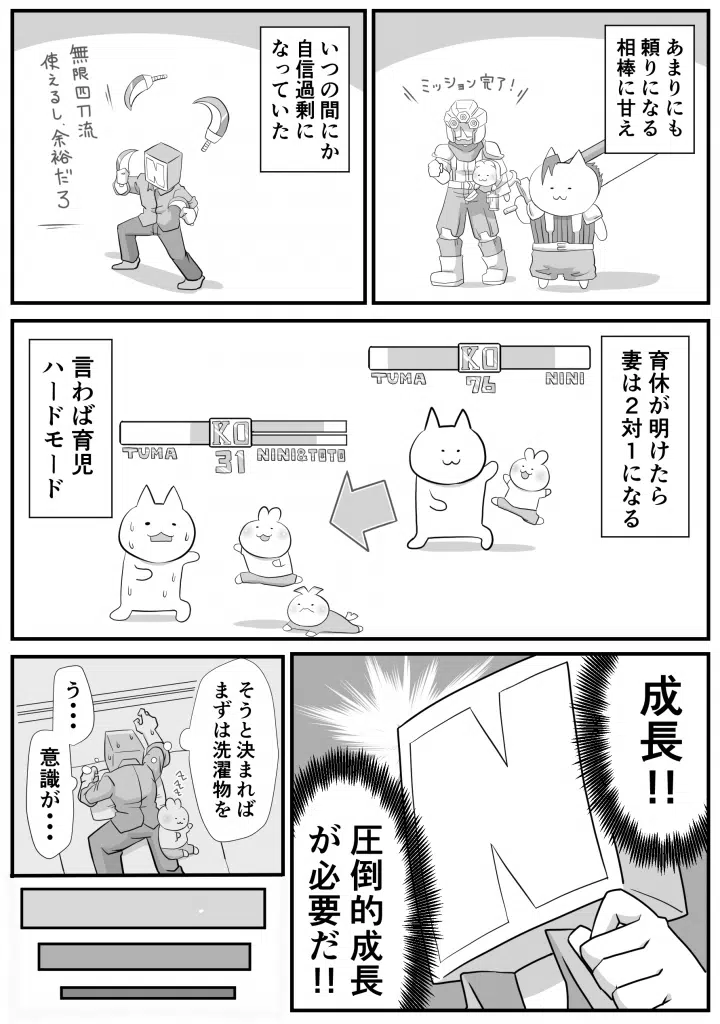 あまりにも
頼りになる
相棒に甘え
ミッション完了！
いつの間にか
自信過剰に
なっていた
無限四刀流
使えるし、余裕だろ
育休が明けたら
妻は２対１になる
KO
TUMA
76
NINI
言わば育児
ハードモード
KO
TUMA
31
NINI&TOTO
成長!!
圧倒的成長
が必要だ!!
そうと決まれば
まずは洗濯物を
う・・・
意識が・・・